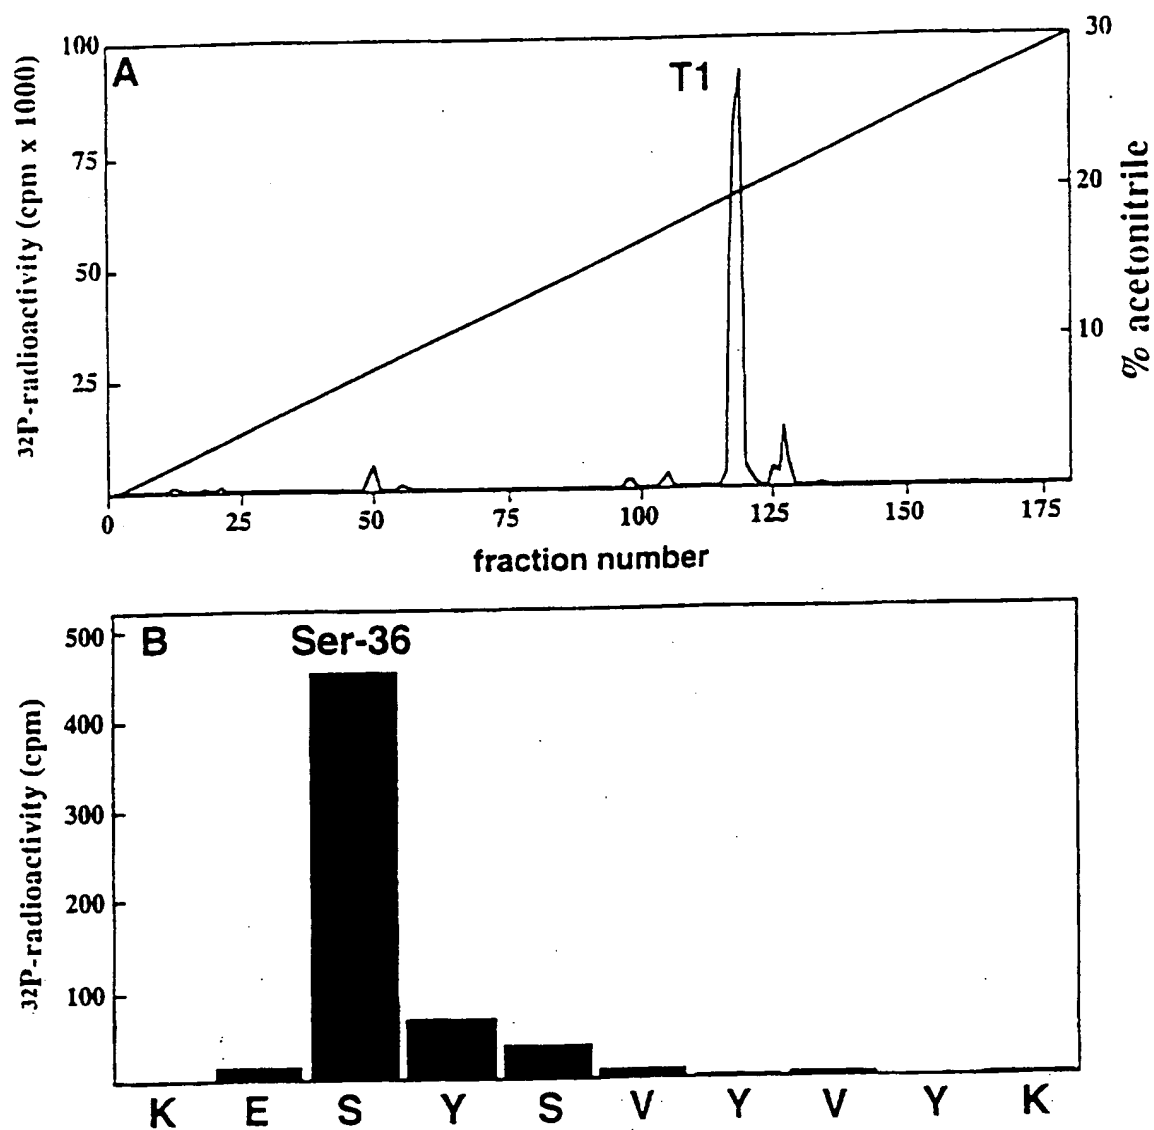 A
T1
³²P-radioactivity (cpm x 1000)
100
75
50
25
30
20
10
% acetonitrile
0 25 50 75 100 125 150 175
fraction number
B
Ser-36
³²P-radioactivity (cpm)
500
400
300
200
100
K E S Y S V Y V Y K